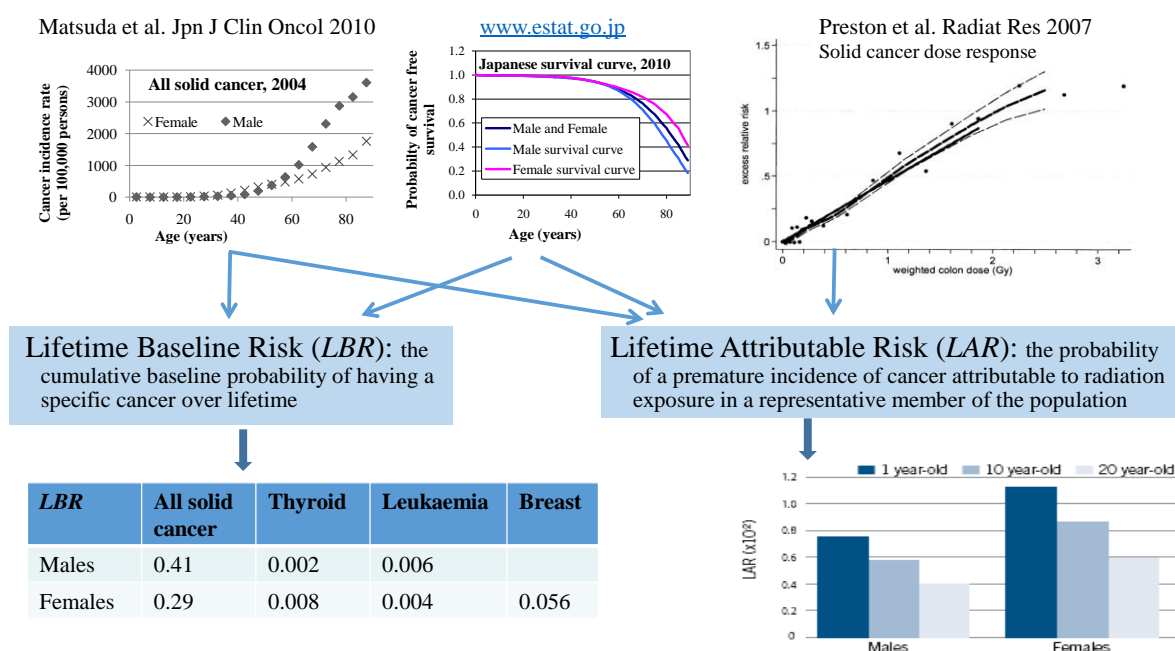 Matsuda et al. Jpn J Clin Oncol 2010
Cancer incidence rate
(per 100,000 persons)
4000
3000
2000
1000
0
All solid cancer, 2004
Female Male
0 20 40 60 80
Age (years)
www.estat.go.jp
Probabilty of cancer free
survival
1.2
1.0
0.8
0.6
0.4
0.2
0.0
Japanese survival curve, 2010
Male and Female
Male survival curve
Female survival curve
0 20 40 60 80
Age (years)
Preston et al. Radiat Res 2007
Solid cancer dose response
excess relative risk
1.5
1
.5
0
0 1 2 3
weighted colon dose (Gy)
Lifetime Baseline Risk (LBR): the
cumulative baseline probability of having a
specific cancer over lifetime
Lifetime Attributable Risk (LAR): the probability
of a premature incidence of cancer attributable to radiation
exposure in a representative member of the population
LBR All solid cancer Thyroid Leukaemia Breast
Males 0.41 0.002 0.006
Females 0.29 0.008 0.004 0.056
1 year-old 10 year-old 20 year-old
LAR (x10²)
1.2
1.0
0.8
0.6
0.4
0.2
0
Males Females